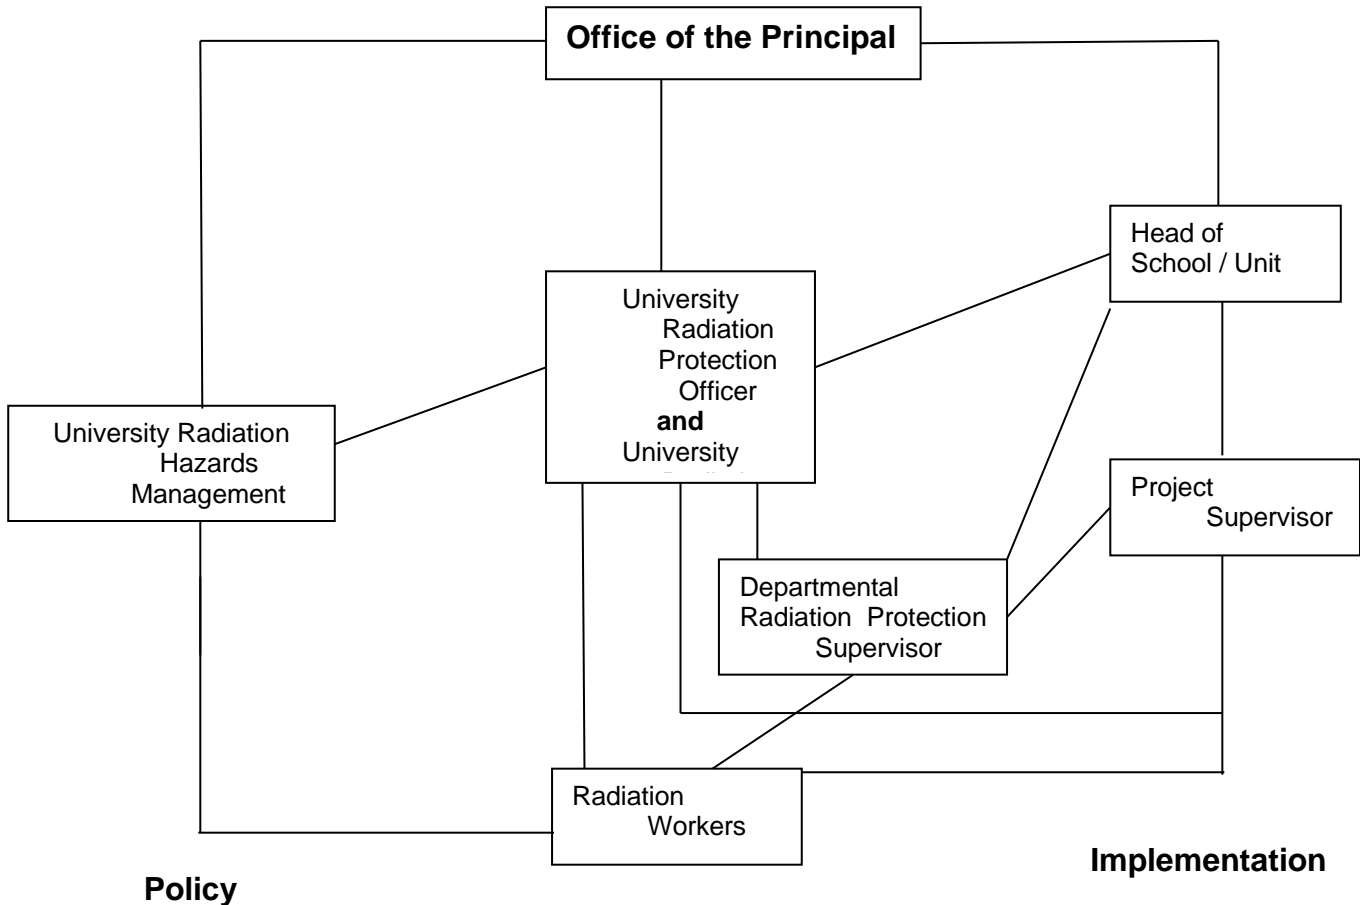 Office of the Principal
Head of
School / Unit
University
Radiation
Protection
Officer
and
University
University Radiation
Hazards
Management
Project
Supervisor
Departmental
Radiation Protection
Supervisor
Radiation
Workers
Implementation
Policy